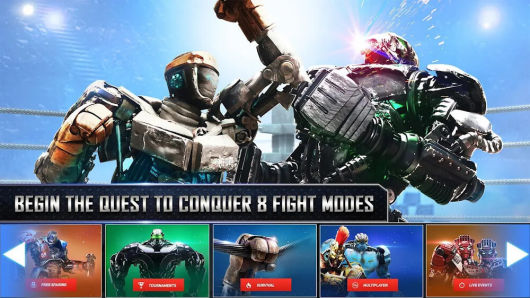 BEGIN THE QUEST TO CONQUER 8 FIGHT MODES
FREE SPARRING
TOURNAMENTS
SURVIVAL
MULTIPLAYER
LIVE EVENTS